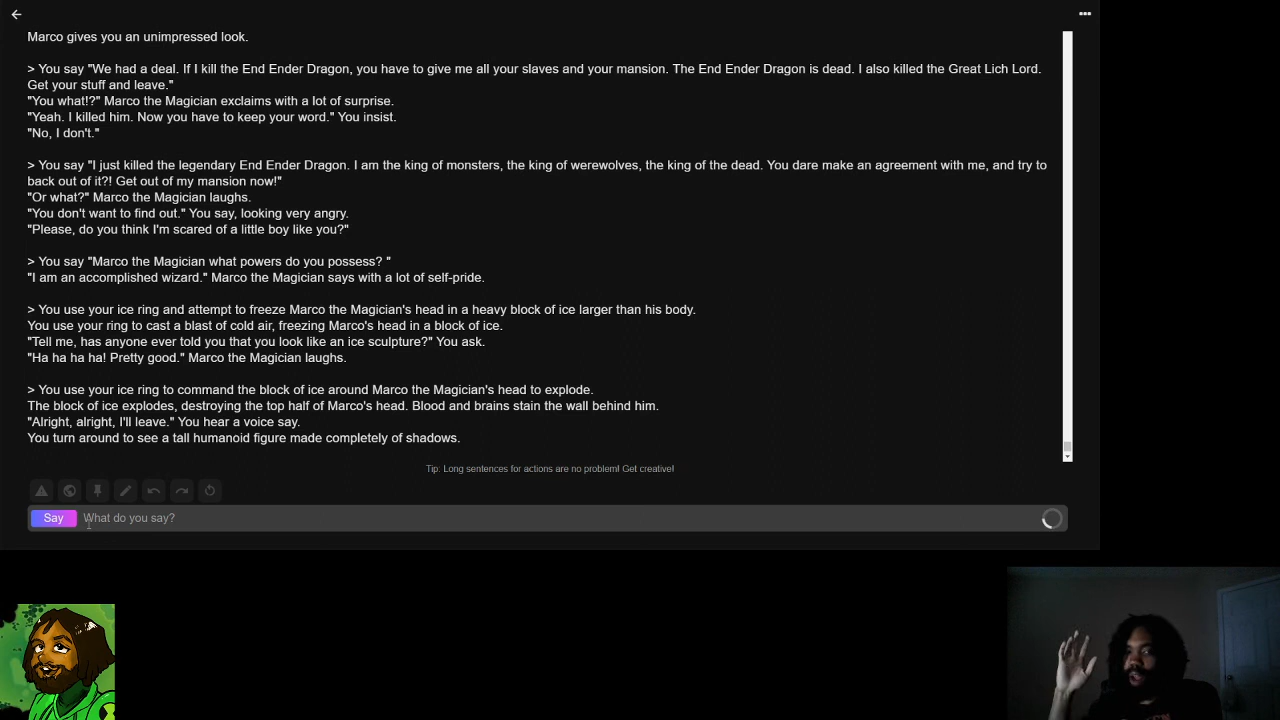 Marco gives you an unimpressed look.
> You say "We had a deal. If I kill the End Ender Dragon, you have to give me all your slaves and your mansion. The End Ender Dragon is dead. I also killed the Great Lich Lord.
Get your stuff and leave."
"You what!?" Marco the Magician exclaims with a lot of surprise.
"Yeah. I killed him. Now you have to keep your word." You insist.
"No, I don't."
> You say "I just killed the legendary End Ender Dragon. I am the king of monsters, the king of werewolves, the king of the dead. You dare make an agreement with me, and try to
back out of it?! Get out of my mansion now!"
"Or what?" Marco the Magician laughs.
"You don't want to find out." You say, looking very angry.
"Please, do you think I'm scared of a little boy like you?"
> You say "Marco the Magician what powers do you possess? "
"I am an accomplished wizard." Marco the Magician says with a lot of self-pride.
> You use your ice ring and attempt to freeze Marco the Magician's head in a heavy block of ice larger than his body.
You use your ring to cast a blast of cold air, freezing Marco's head in a block of ice.
"Tell me, has anyone ever told you that you look like an ice sculpture?" You ask.
"Ha ha ha ha! Pretty good." Marco the Magician laughs.
> You use your ice ring to command the block of ice around Marco the Magician's head to explode.
The block of ice explodes, destroying the top half of Marco's head. Blood and brains stain the wall behind him.
"Alright, alright, I'll leave." You hear a voice say.
You turn around to see a tall humanoid figure made completely of shadows.
Tip: Long sentences for actions are no problem! Get creative!
Say What do you say?